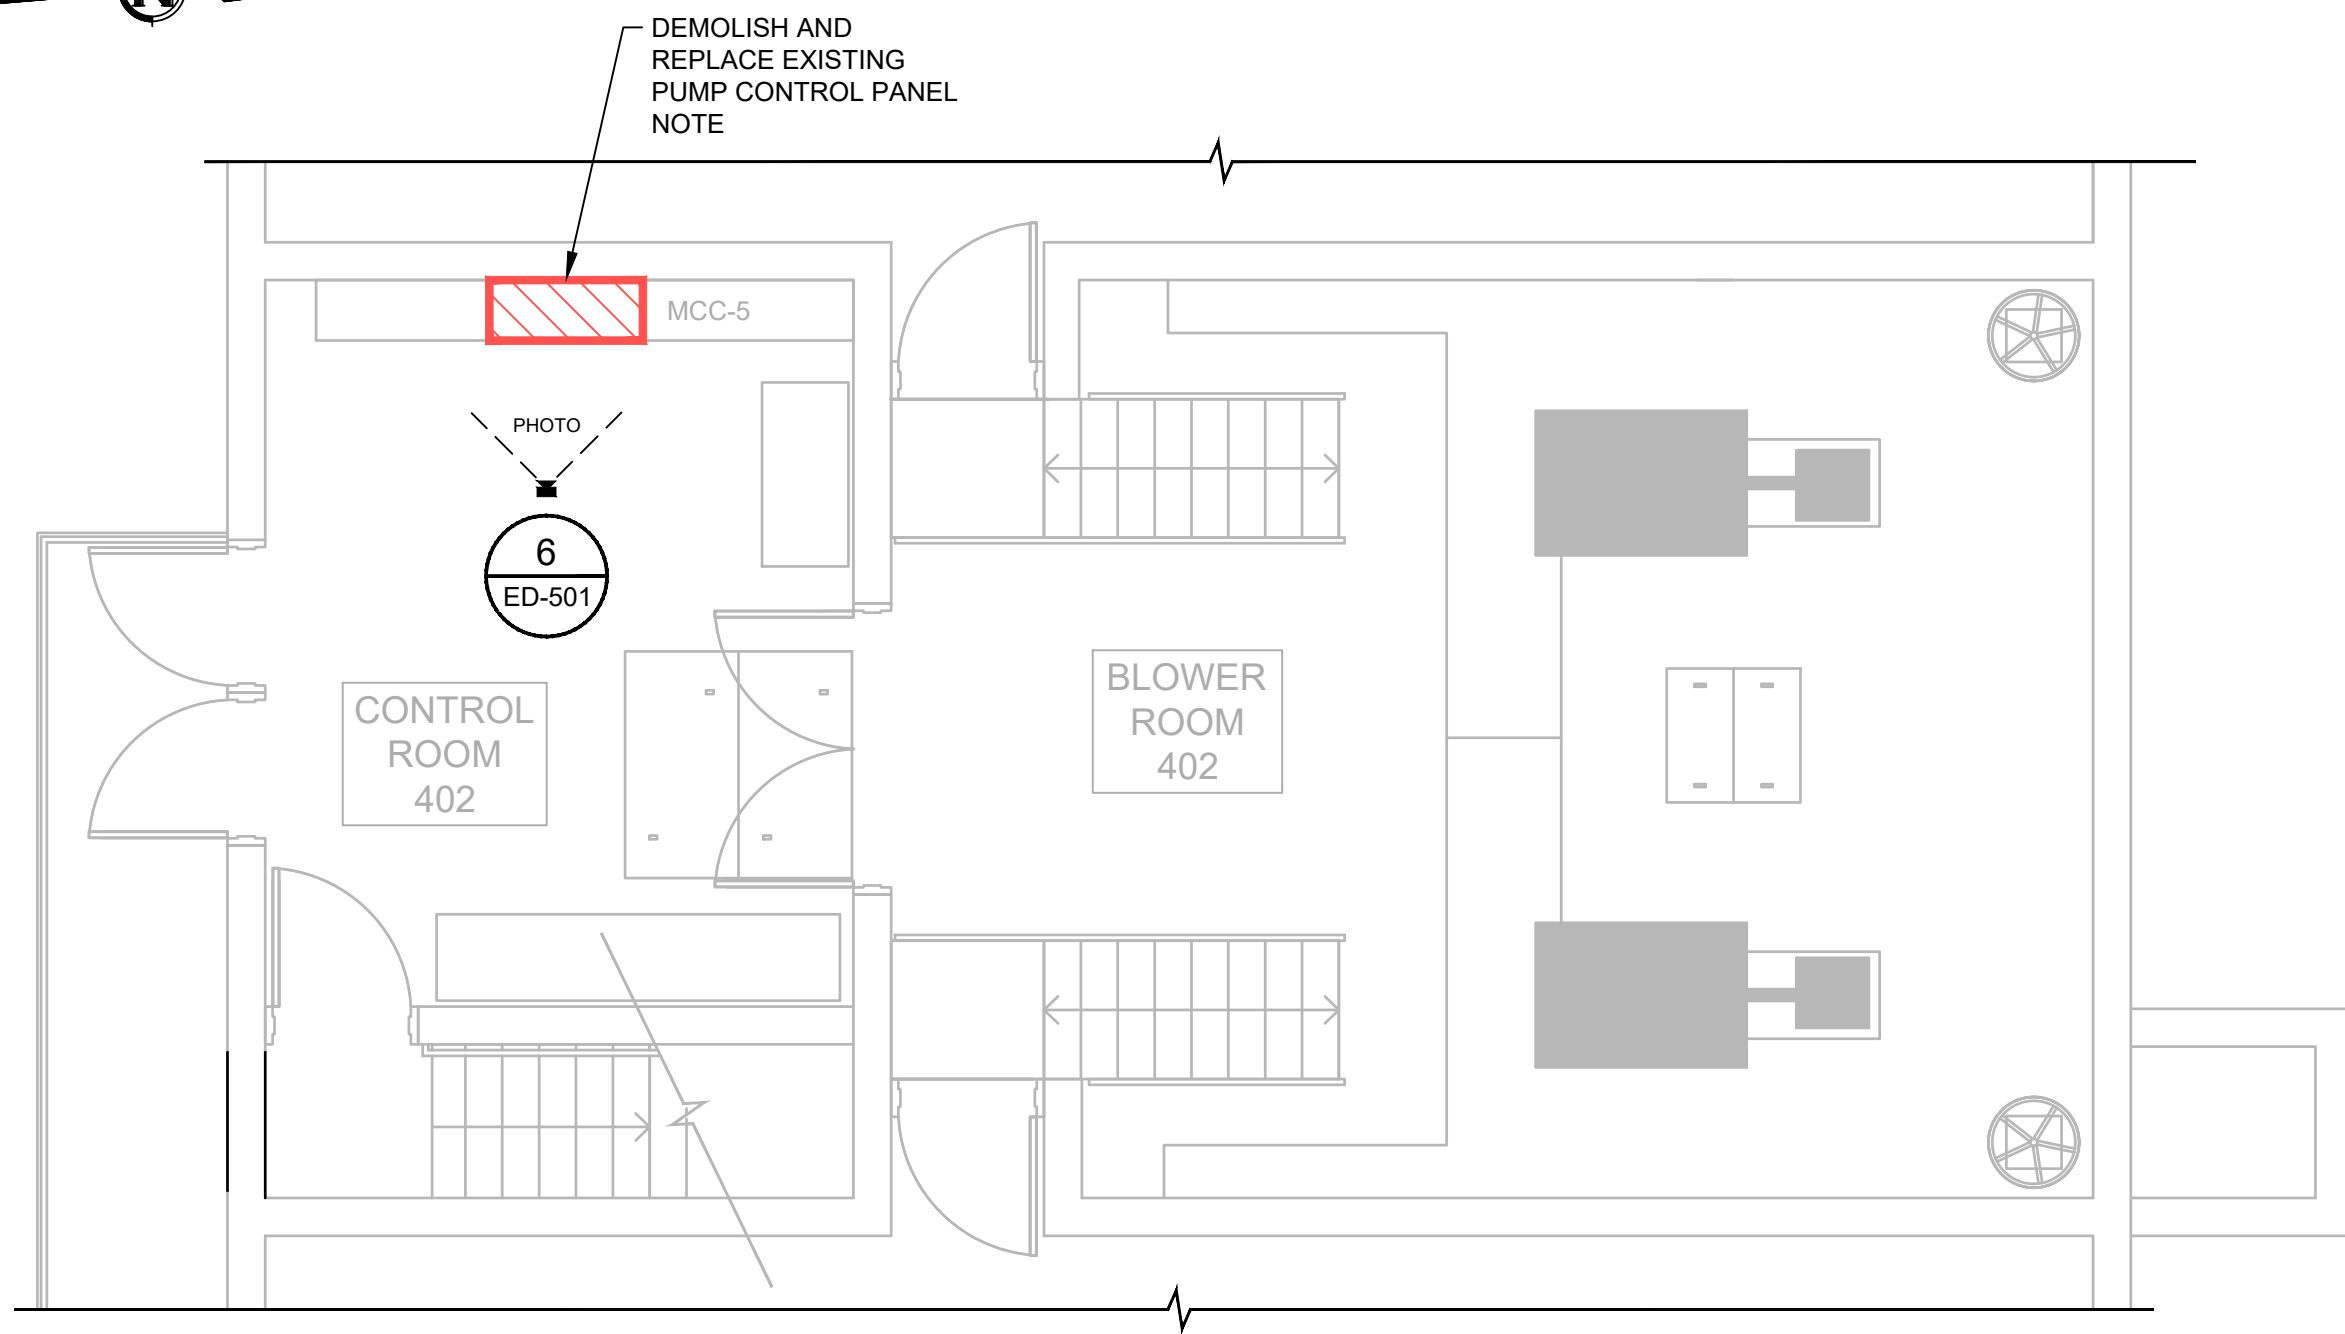 DEMOLISH AND
REPLACE EXISTING
PUMP CONTROL PANEL
NOTE
MCC-5
PHOTO
6
ED-501
CONTROL
ROOM
402
BLOWER
ROOM
402